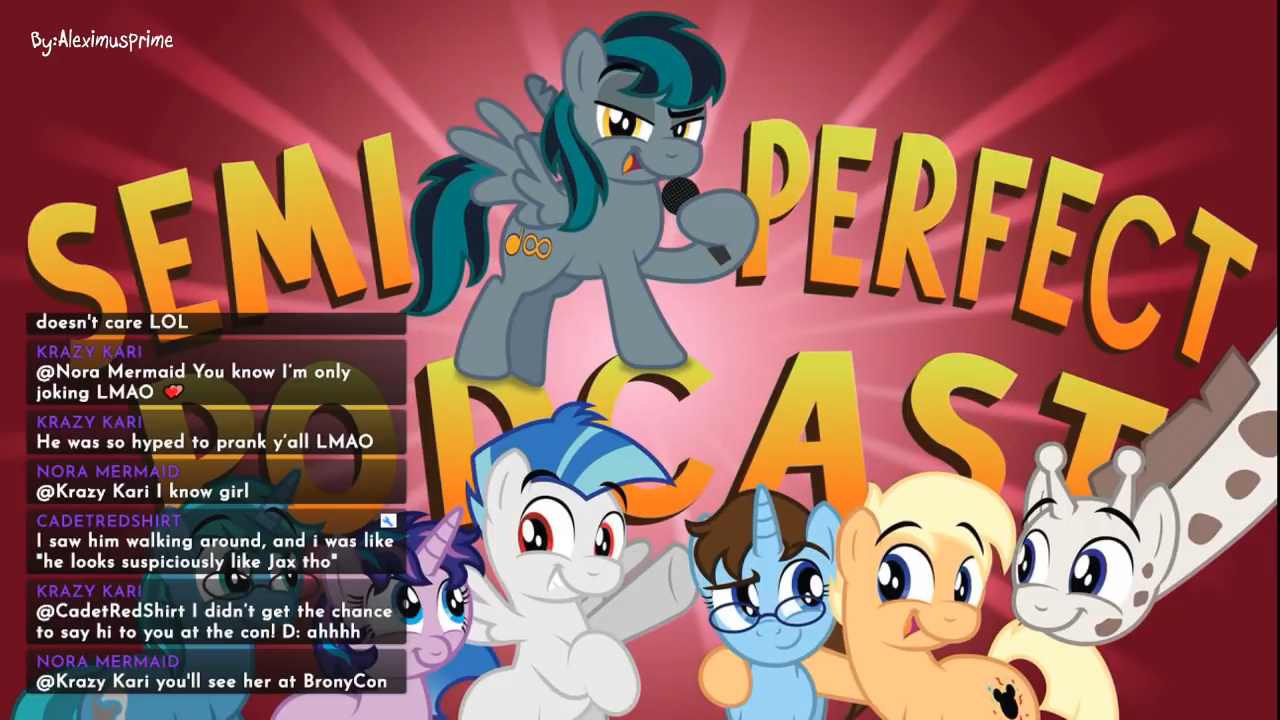 By:Aleximusprime
SEMI PERFECT
PODCAST
doesn't care LOL
KRAZY KARI
@Nora Mermaid You know I'm only
joking LMAO 💕
KRAZY KARI
He was so hyped to prank y'all LMAO
NORA MERMAID
@Krazy Kari I know girl
CADETREDSHIRT
I saw him walking around, and i was like
"he looks suspiciously like Jax tho"
KRAZY KARI
@CadetRedShirt I didn't get the chance
to say hi to you at the con! D: ahhhh
NORA MERMAID
@Krazy Kari you'll see her at BronyCon